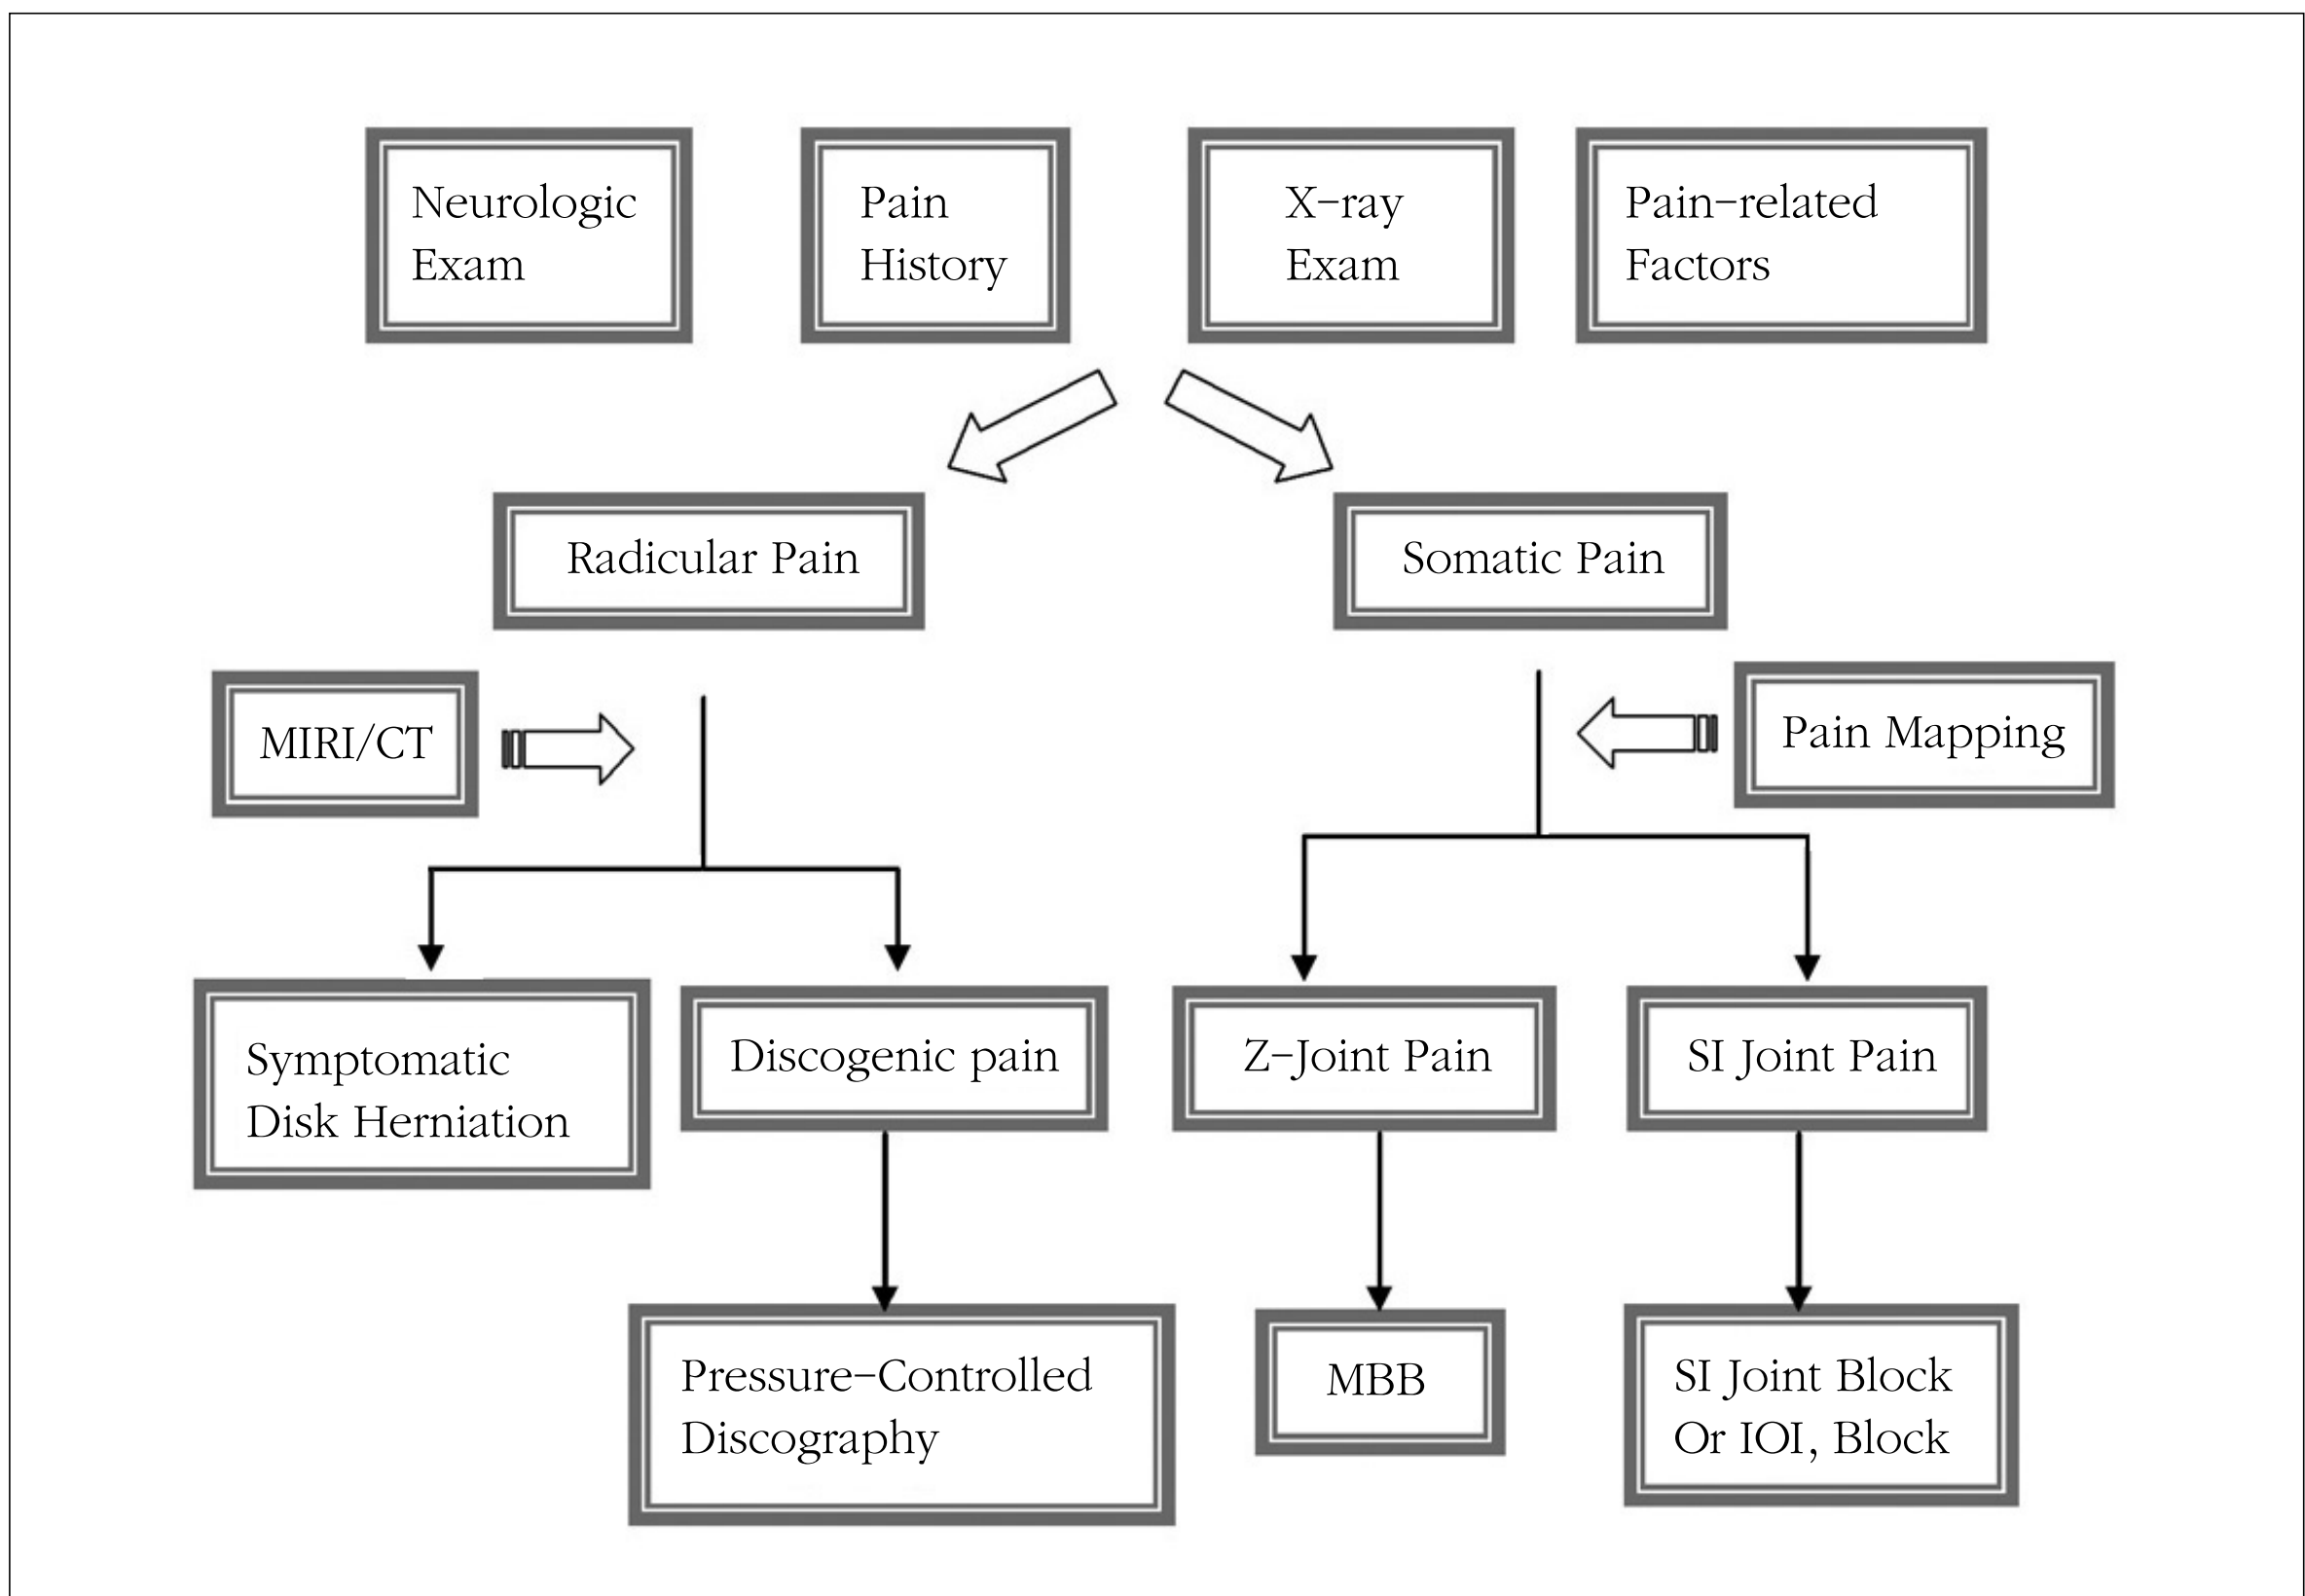 Neurologic
Exam
Pain
History
X-ray
Exam
Pain-related
Factors
Radicular Pain
Somatic Pain
MIRI/CT
Pain Mapping
Symptomatic
Disk Herniation
Discogenic pain
Z-Joint Pain
SI Joint Pain
Pressure-Controlled
Discography
MBB
SI Joint Block
Or IOI, Block